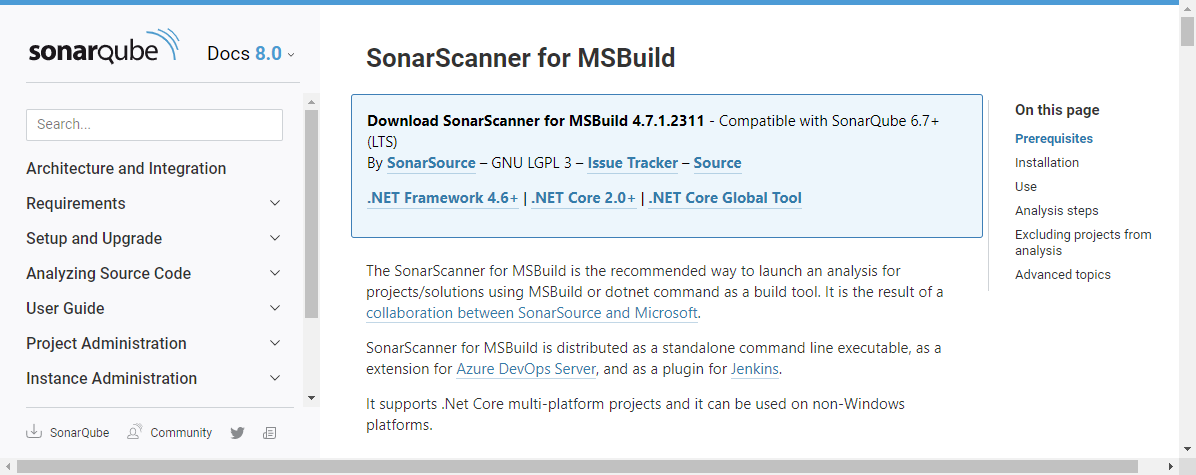 sonarqube Docs 8.0
Search...
Architecture and Integration
Requirements
Setup and Upgrade
Analyzing Source Code
User Guide
Project Administration
Instance Administration
SonarQube Community
SonarScanner for MSBuild
Download SonarScanner for MSBuild 4.7.1.2311 - Compatible with SonarQube 6.7+
(LTS)
By SonarSource – GNU LGPL 3 – Issue Tracker – Source
.NET Framework 4.6+ | .NET Core 2.0+ | .NET Core Global Tool
The SonarScanner for MSBuild is the recommended way to launch an analysis for
projects/solutions using MSBuild or dotnet command as a build tool. It is the result of a
collaboration between SonarSource and Microsoft.
SonarScanner for MSBuild is distributed as a standalone command line executable, as a
extension for Azure DevOps Server, and as a plugin for Jenkins.
It supports .Net Core multi-platform projects and it can be used on non-Windows
platforms.
On this page
Prerequisites
Installation
Use
Analysis steps
Excluding projects from
analysis
Advanced topics